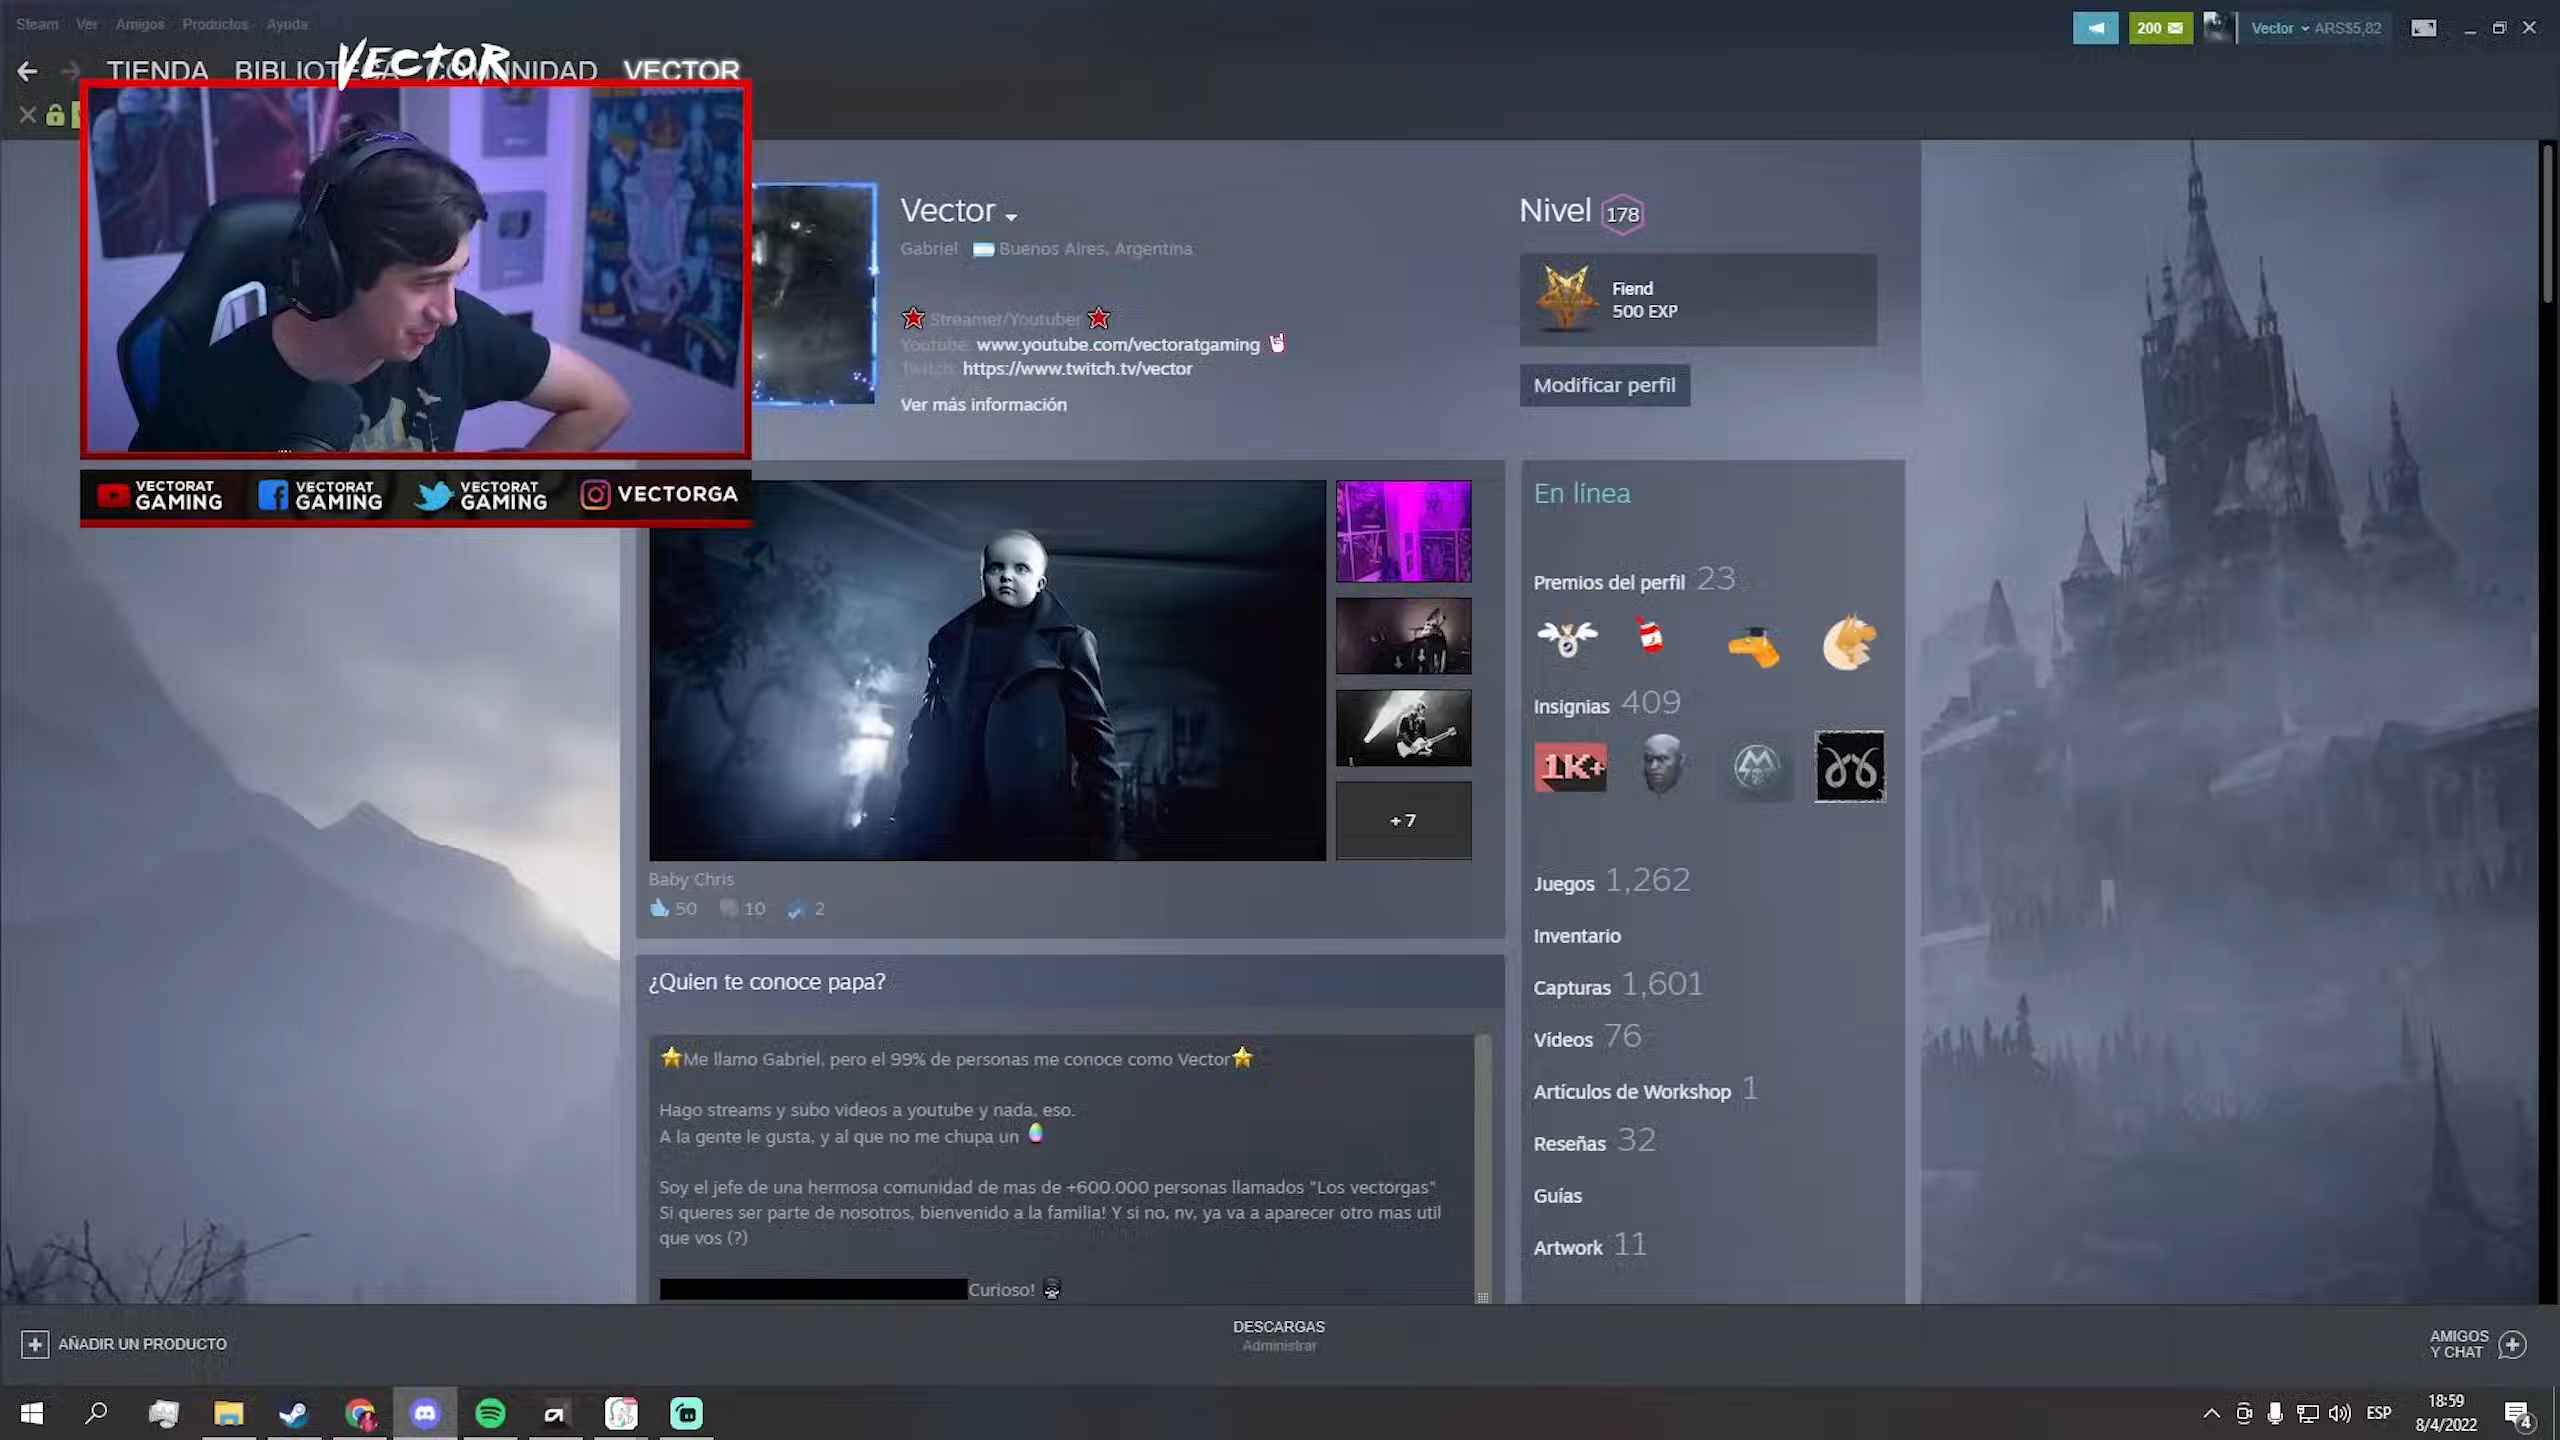 Steam Ver Amigos Productos Ayuda
200
Vector ARS$5,82
TIENDA
VECTOR
VECTOR
VECTORAT GAMING
VECTORAT GAMING
VECTORAT GAMING
VECTORGA
Vector
Gabriel Buenos Aires, Argentina
Streamer/Youtuber
Youtube: www.youtube.com/vectoratgaming
Twitch: https://www.twitch.tv/vector
Ver más información
Nivel 178
Fiend
500 EXP
Modificar perfil
+ 7
Baby Chris
50 10 2
¿Quien te conoce papa?
Me llamo Gabriel, pero el 99% de personas me conoce como Vector
Hago streams y subo videos a youtube y nada, eso.
A la gente le gusta, y al que no me chupa un
Soy el jefe de una hermosa comunidad de mas de +600.000 personas llamados "Los vectorgas"
Si queres ser parte de nosotros, bienvenido a la familia! Y si no, nv, ya va a aparecer otro mas util
que vos (?)
Curioso!
En línea
Premios del perfil 23
Insignias 409
1K+
Juegos 1,262
Inventario
Capturas 1,601
Vídeos 76
Artículos de Workshop 1
Reseñas 32
Guías
Artwork 11
AÑADIR UN PRODUCTO
DESCARGAS
Administrar
AMIGOS
Y CHAT
ESP
18:59
8/4/2022
4